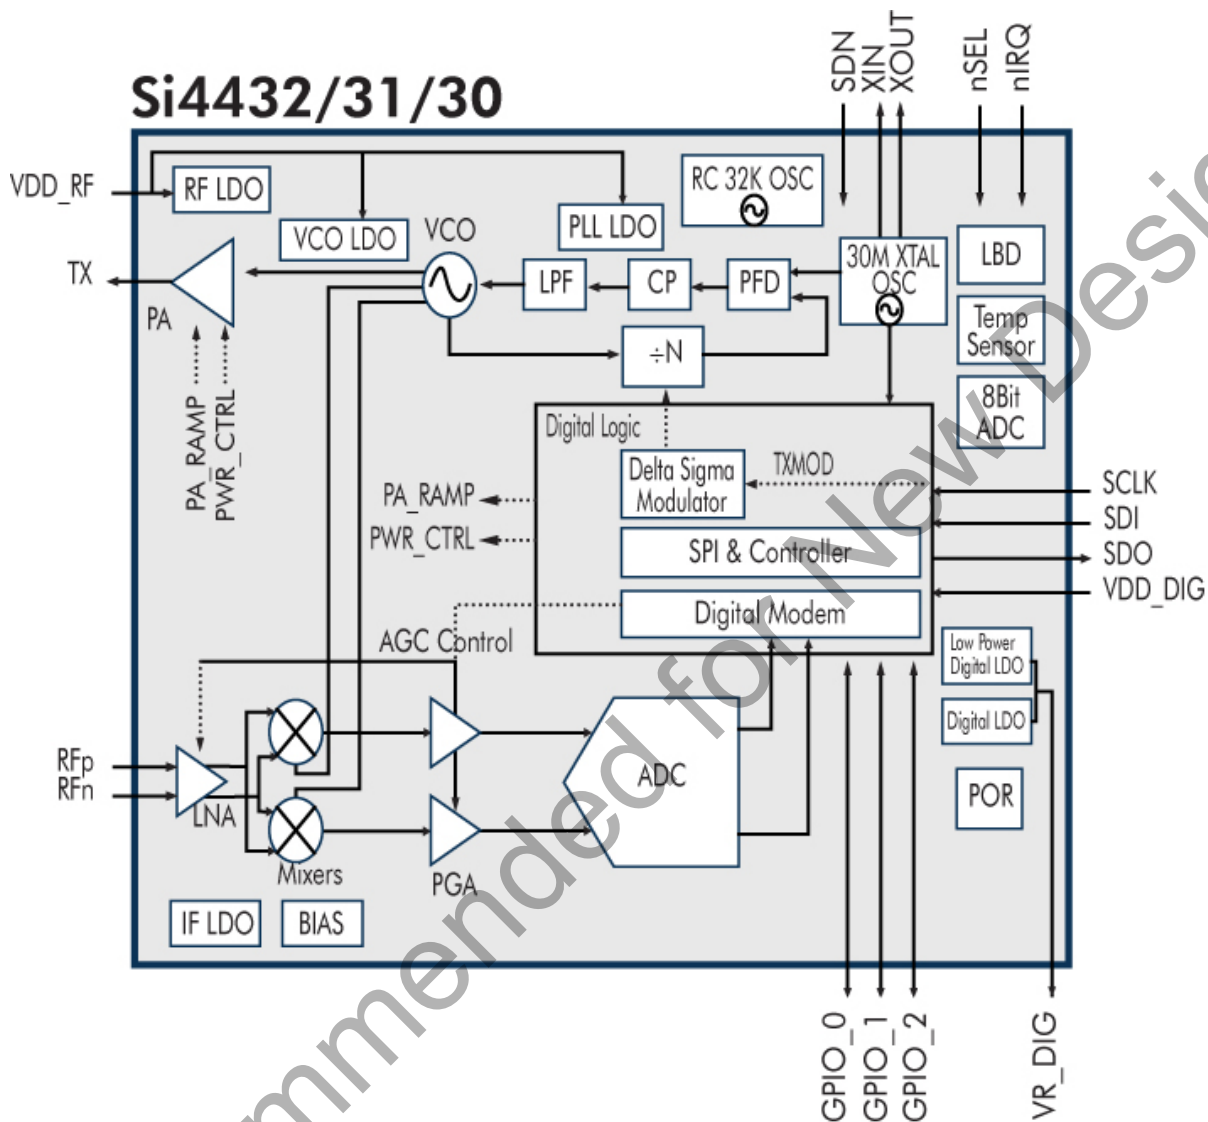 Si4432/31/30
SDN
XIN
XOUT
nSEL
nIRQ
VDD_RF
RF LDO
VCO LDO
VCO
PLL LDO
RC 32K OSC
30M XTAL
OSC
LBD
TX
PA
LPF
CP
PFD
÷N
Temp
Sensor
8Bit
ADC
PA_RAMP
PWR_CTRL
Digital Logic
Delta Sigma
Modulator
TXMOD
PA_RAMP
PWR_CTRL
SPI & Controller
Digital Modem
AGC Control
SCLK
SDI
SDO
VDD_DIG
Low Power
Digital LDO
Digital LDO
POR
RFp
RFn
LNA
Mixers
PGA
ADC
IF LDO
BIAS
GPIO_0
GPIO_1
GPIO_2
VR_DIG
for New